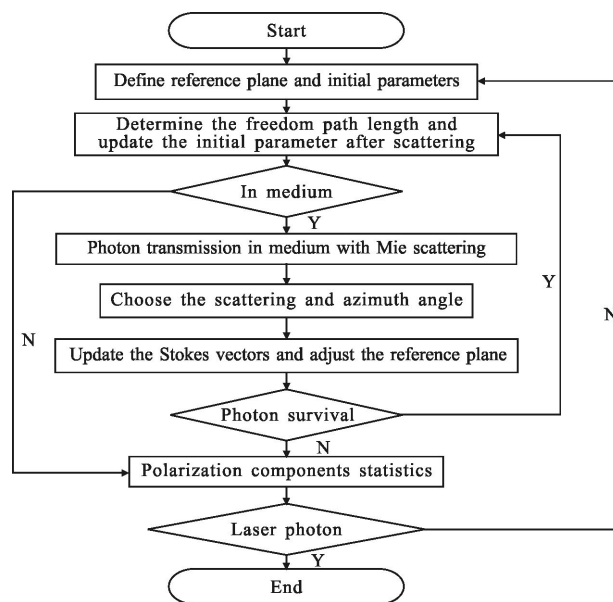 Start
Define reference plane and initial parameters
Determine the freedom path length and
update the initial parameter after scattering
In medium
Y
Photon transmission in medium with Mie scattering
Y
Choose the scattering and azimuth angle
N
N
Update the Stokes vectors and adjust the reference plane
Photon survival
N
Polarization components statistics
Laser photon
Y
End